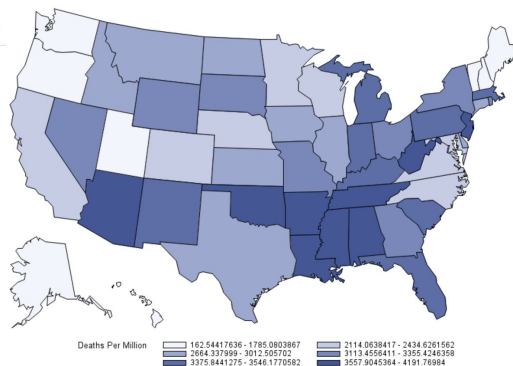 Deaths Per Million
162.54417636 - 1785.0803867
2114.0638417 - 2434.6261562
2664.337999 - 3012.505702
3113.4556411 - 3355.4246358
3375.8441275 - 3546.1770582
3557.9045364 - 4191.76984